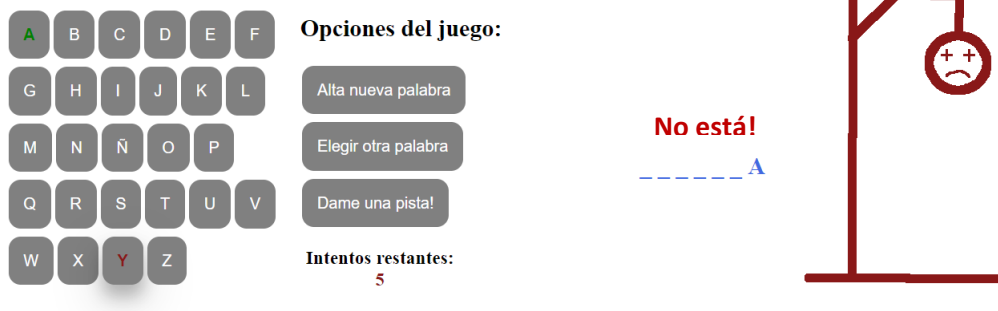 A B C D E F
G H I J K L
M N Ñ O P
Q R S T U V
W X Y Z
Opciones del juego:
Alta nueva palabra
Elegir otra palabra
Dame una pista!
Intentos restantes:
5
No está!
_ _ _ _ _ _ A